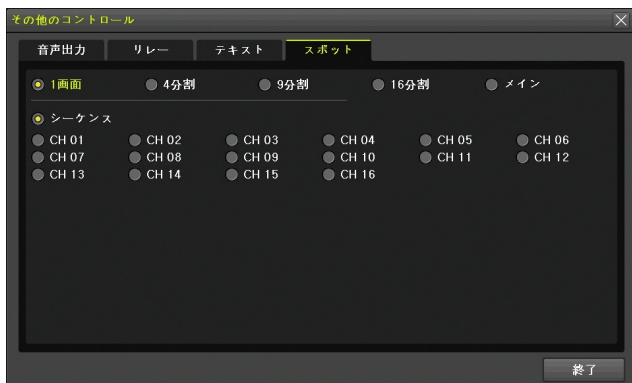 その他のコントロール
音声出力 リレー テキスト スポット
1画面 4分割 9分割 16分割 メイン
シーケンス
CH 01 CH 02 CH 03 CH 04 CH 05 CH 06
CH 07 CH 08 CH 09 CH 10 CH 11 CH 12
CH 13 CH 14 CH 15 CH 16
終了